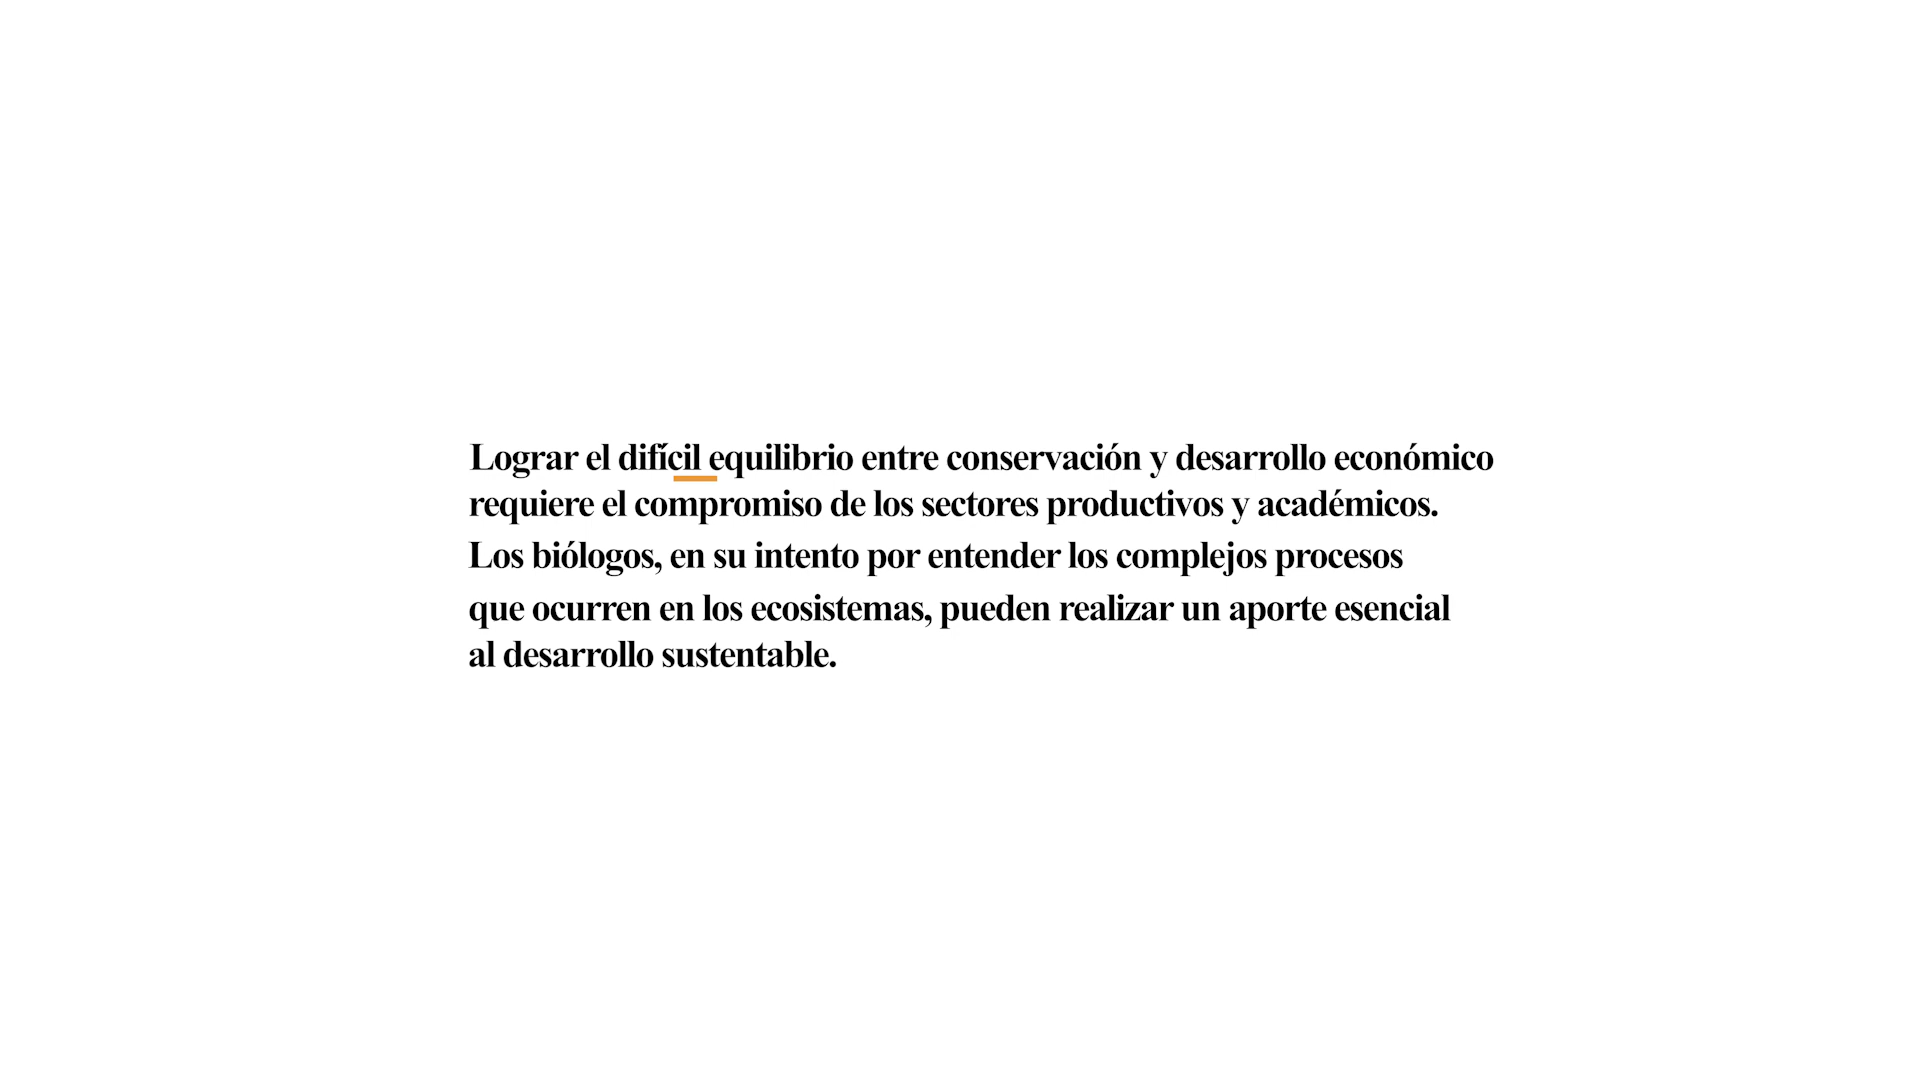 Lograr el difícil equilibrio entre conservación y desarrollo económico
requiere el compromiso de los sectores productivos y académicos.
Los biólogos, en su intento por entender los complejos procesos
que ocurren en los ecosistemas, pueden realizar un aporte esencial
al desarrollo sustentable.